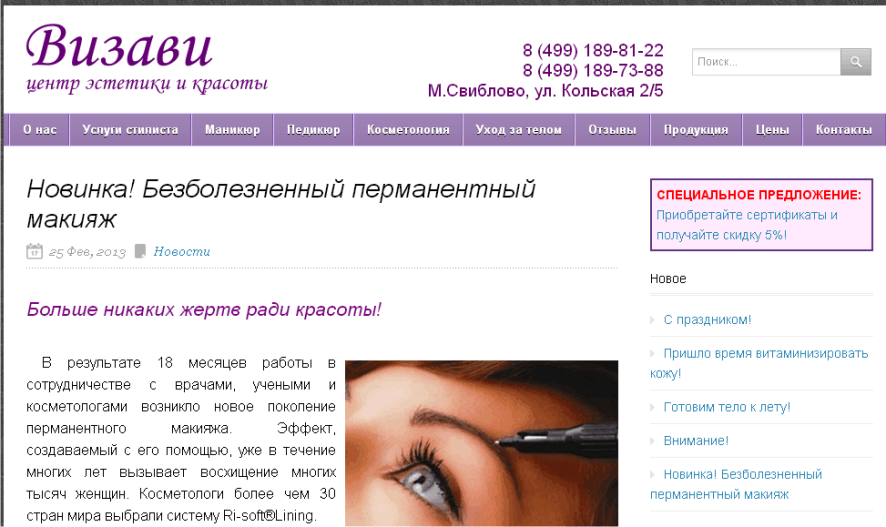 Визави
центр эстетики и красоты
8 (499) 189-81-22
8 (499) 189-73-88
М.Свиблово, ул. Кольская 2/5
Поиск...
О нас Услуги стилиста Маникюр Педикюр Косметология Уход за телом Отзывы Продукция Цены Контакты
Новинка! Безболезненный перманентный
макияж
17 25 Фев, 2013 Новости
Больше никаких жертв ради красоты!
В результате 18 месяцев работы в
сотрудничестве с врачами, учеными и
косметологами возникло новое поколение
перманентного макияжа. Эффект,
создаваемый с его помощью, уже в течение
многих лет вызывает восхищение многих
тысяч женщин. Косметологи более чем 30
стран мира выбрали систему Ri-soft®Lining.
СПЕЦИАЛЬНОЕ ПРЕДЛОЖЕНИЕ:
Приобретайте сертификаты и
получайте скидку 5%!
Новое
С праздником!
Пришло время витаминизировать
кожу!
Готовим тело к лету!
Внимание!
Новинка! Безболезненный
перманентный макияж